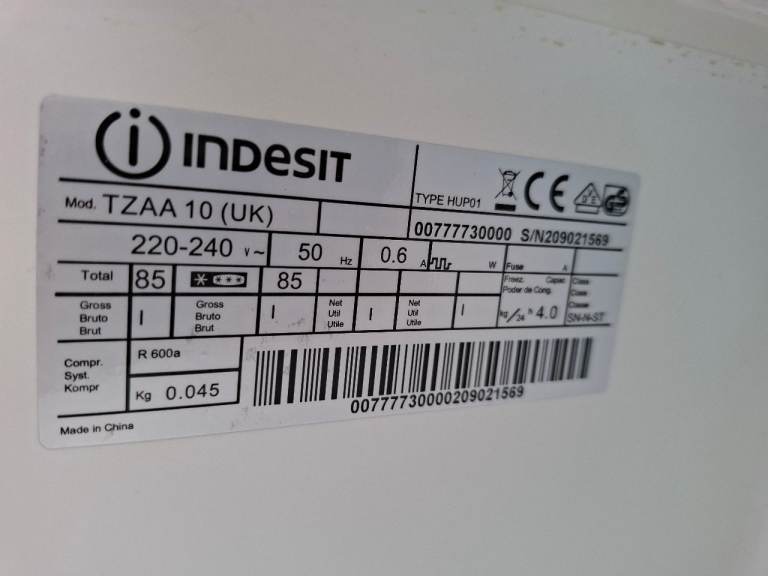 INDESIT
Mod. TZAA 10 (UK)
TYPE HUP01
CE
00777730000 S/N209021569
220-240 V~ 50 Hz 0.6 A W Fuse A
Total 85 85
Gross Bruto Brut l
Gross Bruto Brut l
Net Util Utile l
Net Util Utile l
Freez. Capac.
Poder de Cong.
kg/24 h 4.0
Class
Clase
Classe
SN-N-ST
Compr. Syst. Kompr
R 600a
Kg 0.045
00777730000209021569
Made in China